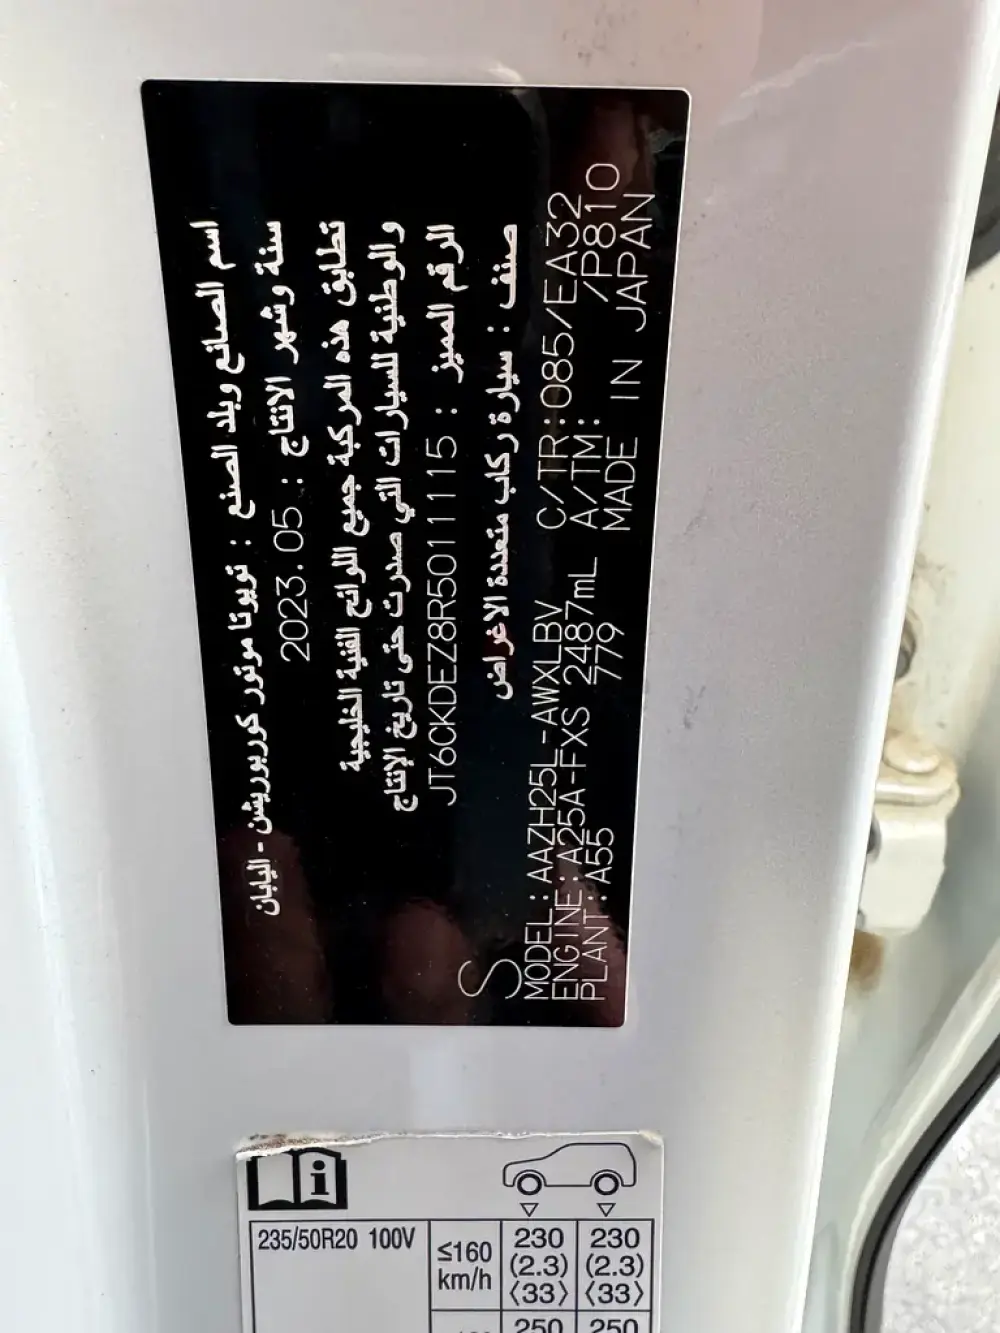 اسم الصانع وبلد الصنع : تويوتا موتور كوربوريشن - اليابان
سنة وشهر الانتاج : 2023.05
تطابق هذه المركبة جميع اللوائح الفنية الخليجية
والوطنية للسيارات التي صدرت حتى تاريخ الإنتاج
الرقم المميز : JT6CKDEZ8R5011115
صنف : سيارة ركاب متعددة الاغراض
S
MODEL:AAZH25L-AWXLBV C/TR:085/EA32
ENGINE:A25A-FXS 2487mL A/TM: /P810
PLANT:A55 779 MADE IN JAPAN
235/50R20 100V ≤160 km/h 230 (2.3) ⟨33⟩ 230 (2.3) ⟨33⟩
250 250